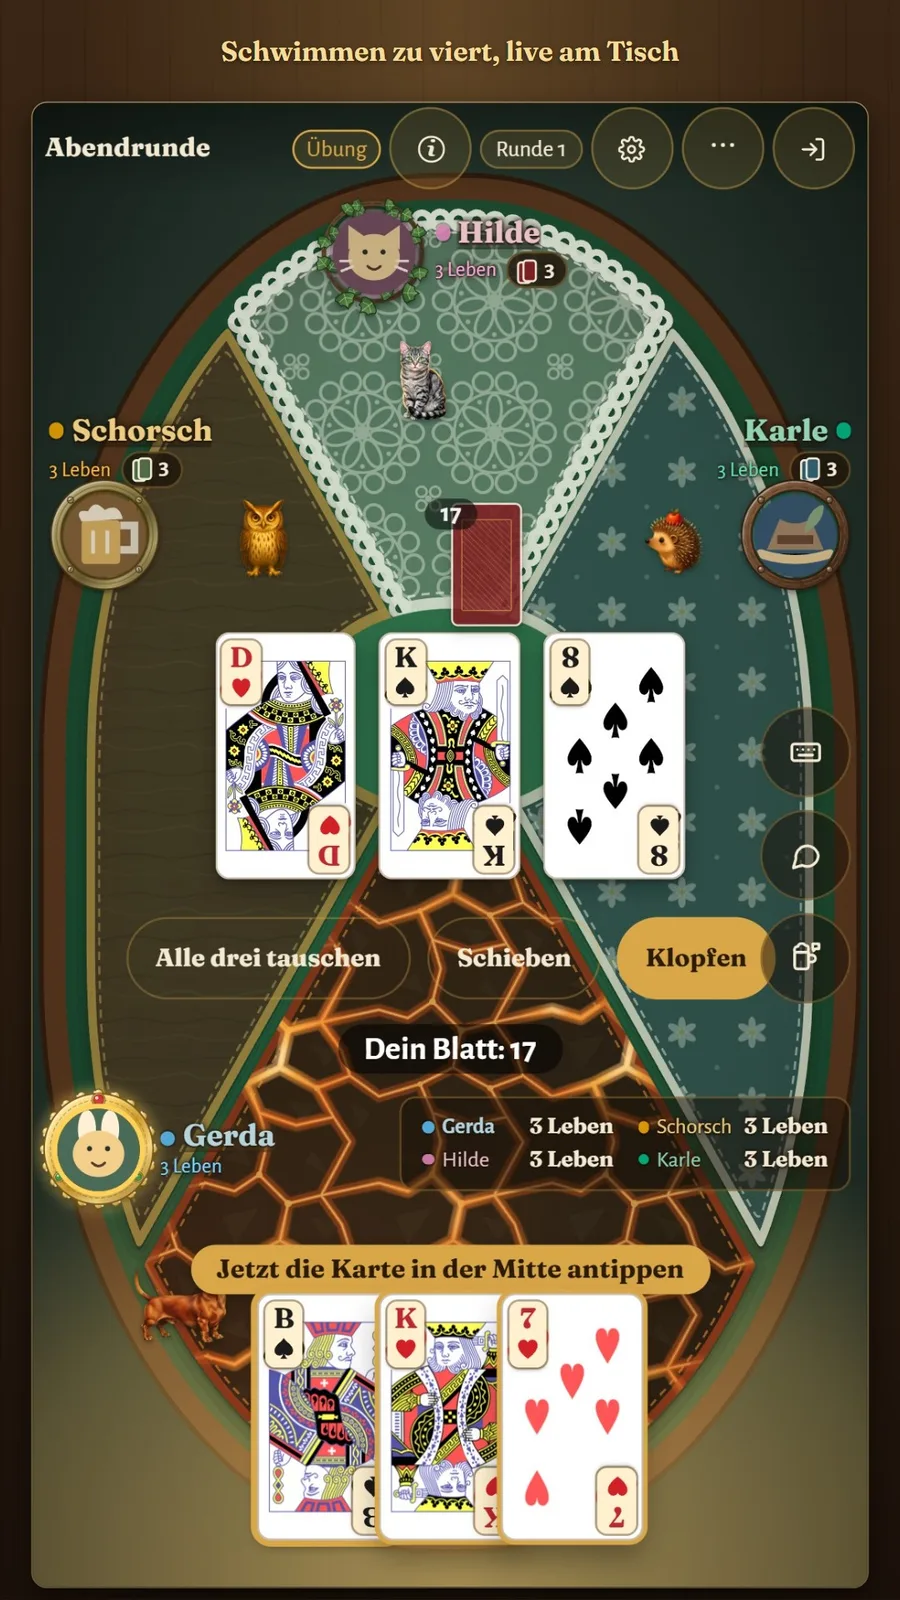 Schwimmen zu viert, live am Tisch
Abendrunde
Übung
Runde 1
Hilde
3 Leben
3
Schorsch
3 Leben
3
Karle
3 Leben
3
17
D
D
K
K
8
8
Alle drei tauschen
Schieben
Klopfen
Dein Blatt: 17
Gerda
3 Leben
Gerda 3 Leben Schorsch 3 Leben
Hilde 3 Leben Karle 3 Leben
Jetzt die Karte in der Mitte antippen
B
B
K
K
7
7